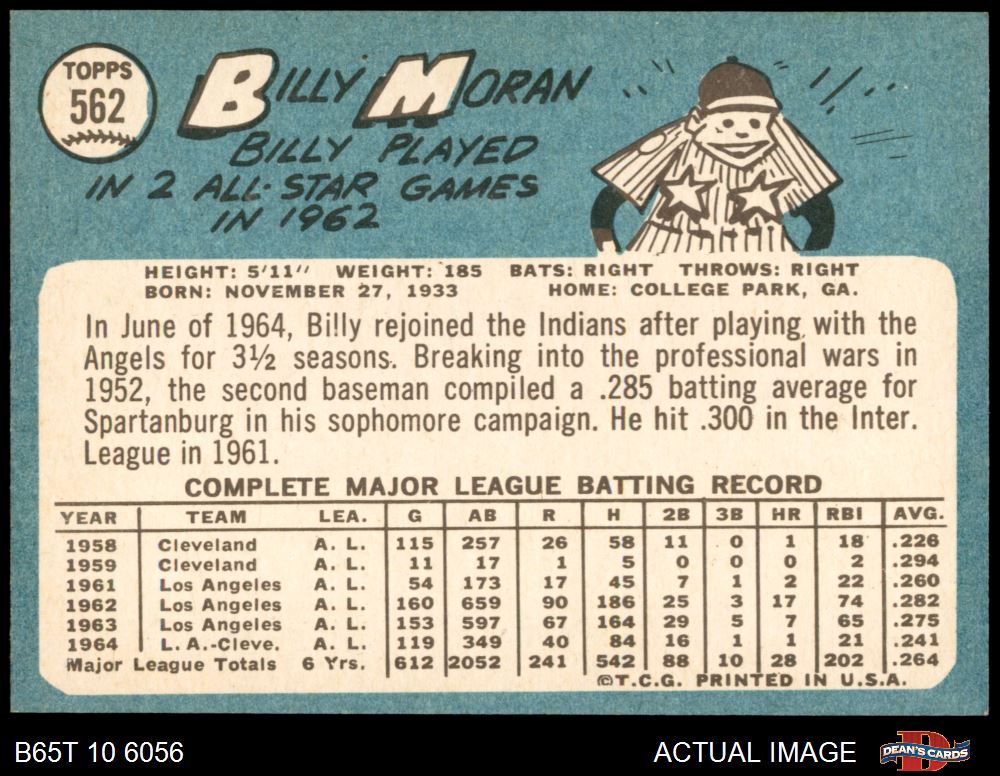 TOPPS
562
BILLY MORAN
BILLY PLAYED
IN 2 ALL-STAR GAMES
IN 1962
HEIGHT: 5'11" WEIGHT: 185 BATS: RIGHT THROWS: RIGHT
BORN: NOVEMBER 27, 1933 HOME: COLLEGE PARK, GA.
In June of 1964, Billy rejoined the Indians after playing with the
Angels for 3½ seasons. Breaking into the professional wars in
1952, the second baseman compiled a .285 batting average for
Spartanburg in his sophomore campaign. He hit .300 in the Inter.
League in 1961.
COMPLETE MAJOR LEAGUE BATTING RECORD
YEAR TEAM LEA. G AB R H 2B 3B HR RBI AVG.
1958 Cleveland A. L. 115 257 26 58 11 0 1 18 .226
1959 Cleveland A. L. 11 17 1 5 0 0 0 2 .294
1961 Los Angeles A. L. 54 173 17 45 7 1 2 22 .260
1962 Los Angeles A. L. 160 659 90 186 25 3 17 74 .282
1963 Los Angeles A. L. 153 597 67 164 29 5 7 65 .275
1964 L. A.-Cleve. A. L. 119 349 40 84 16 1 1 21 .241
Major League Totals 6 Yrs. 612 2052 241 542 88 10 28 202 .264
©T.C.G. PRINTED IN U.S.A.
B65T 10 6056 ACTUAL IMAGE DEAN'S CARDS